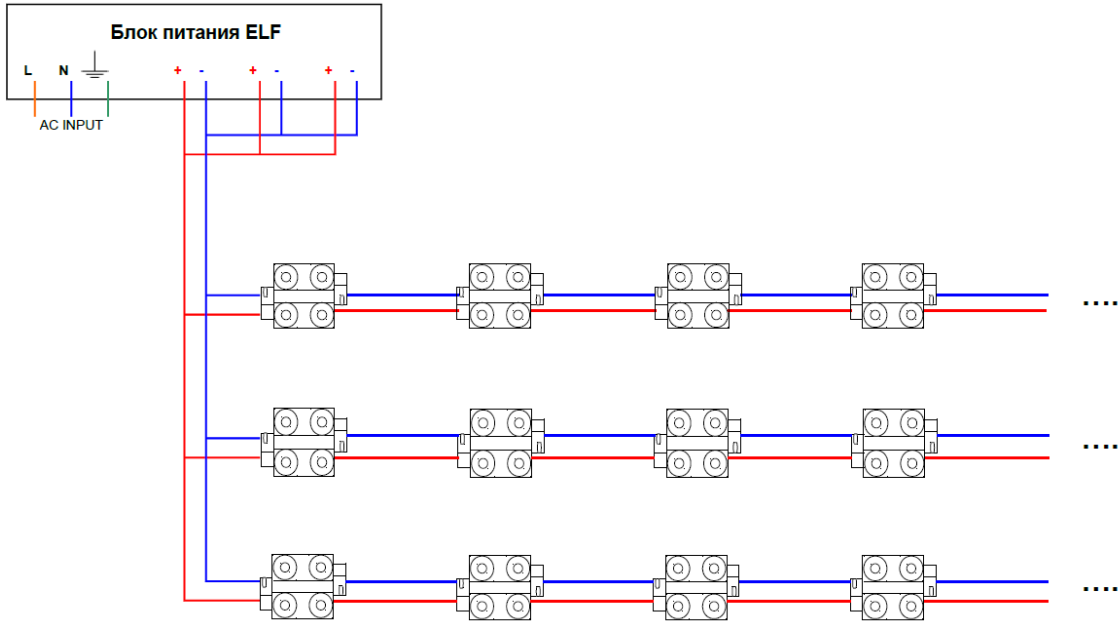 Блок питания ELF
L N + - + - + -
AC INPUT
....
....
....